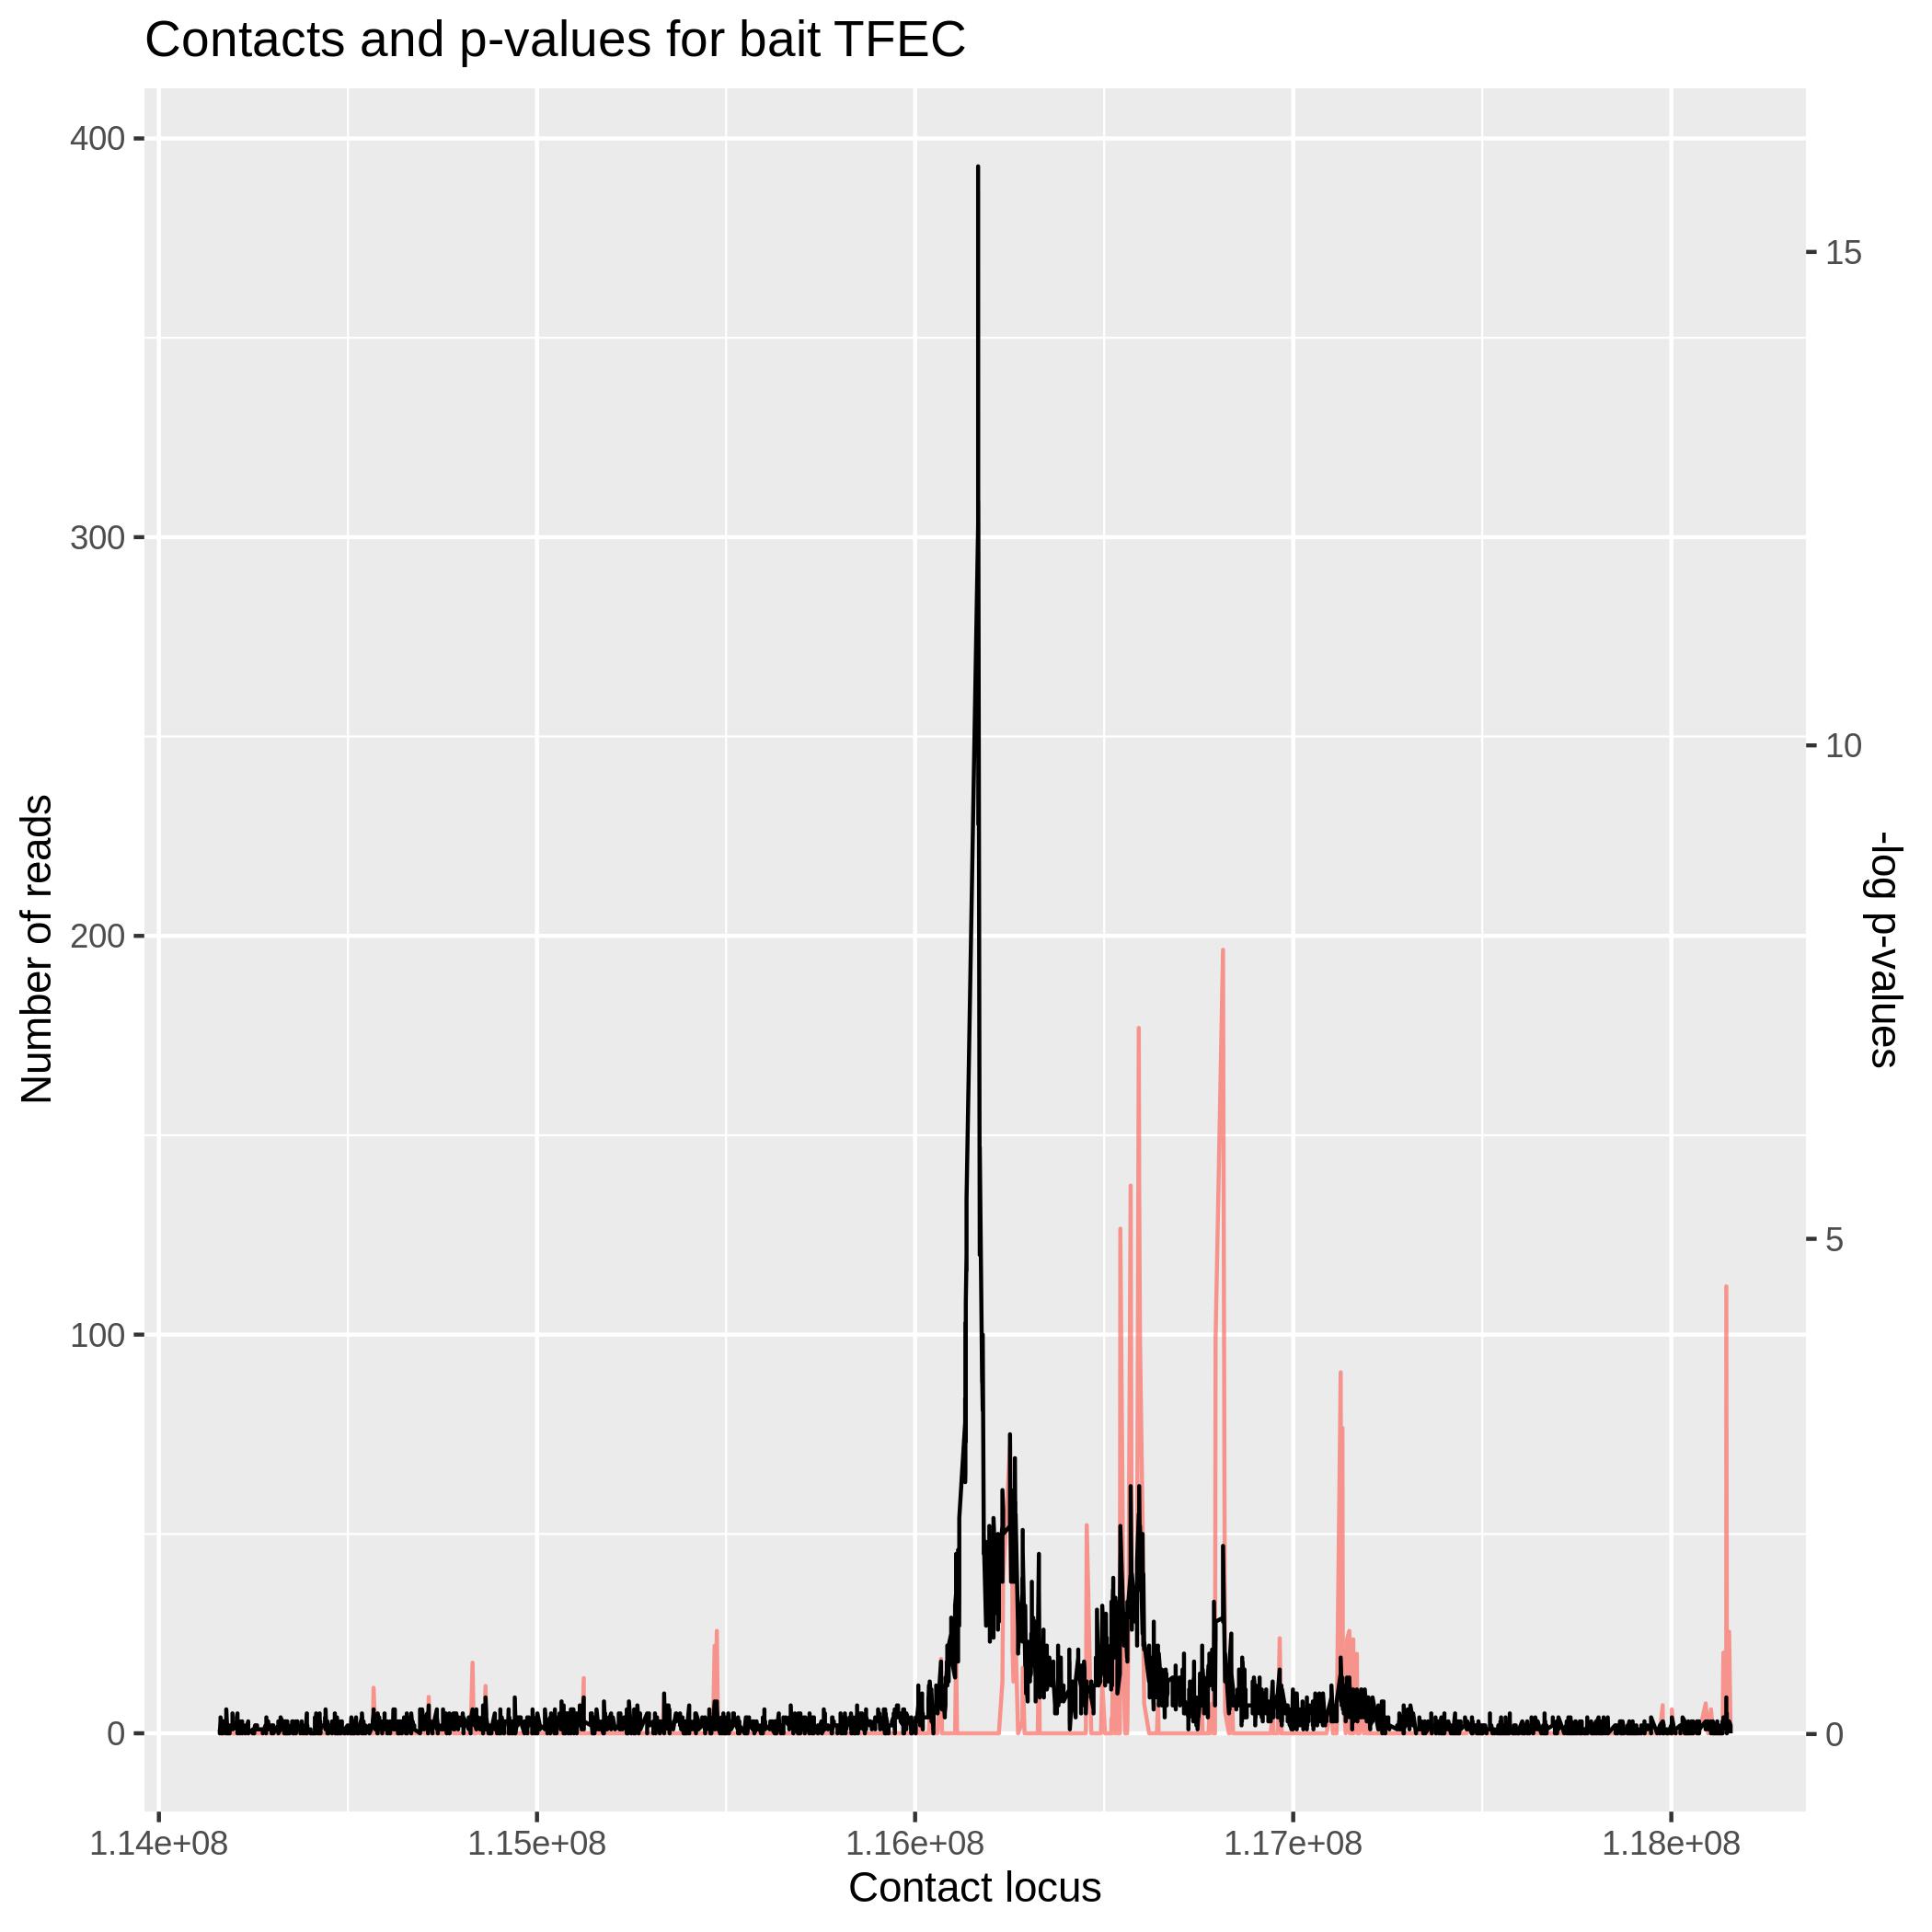 Contacts and p-values for bait TFEC
400
300
200
100
0
Number of reads
15
10
5
0
-log p-values
1.14e+08
1.15e+08
1.16e+08
1.17e+08
1.18e+08
Contact locus